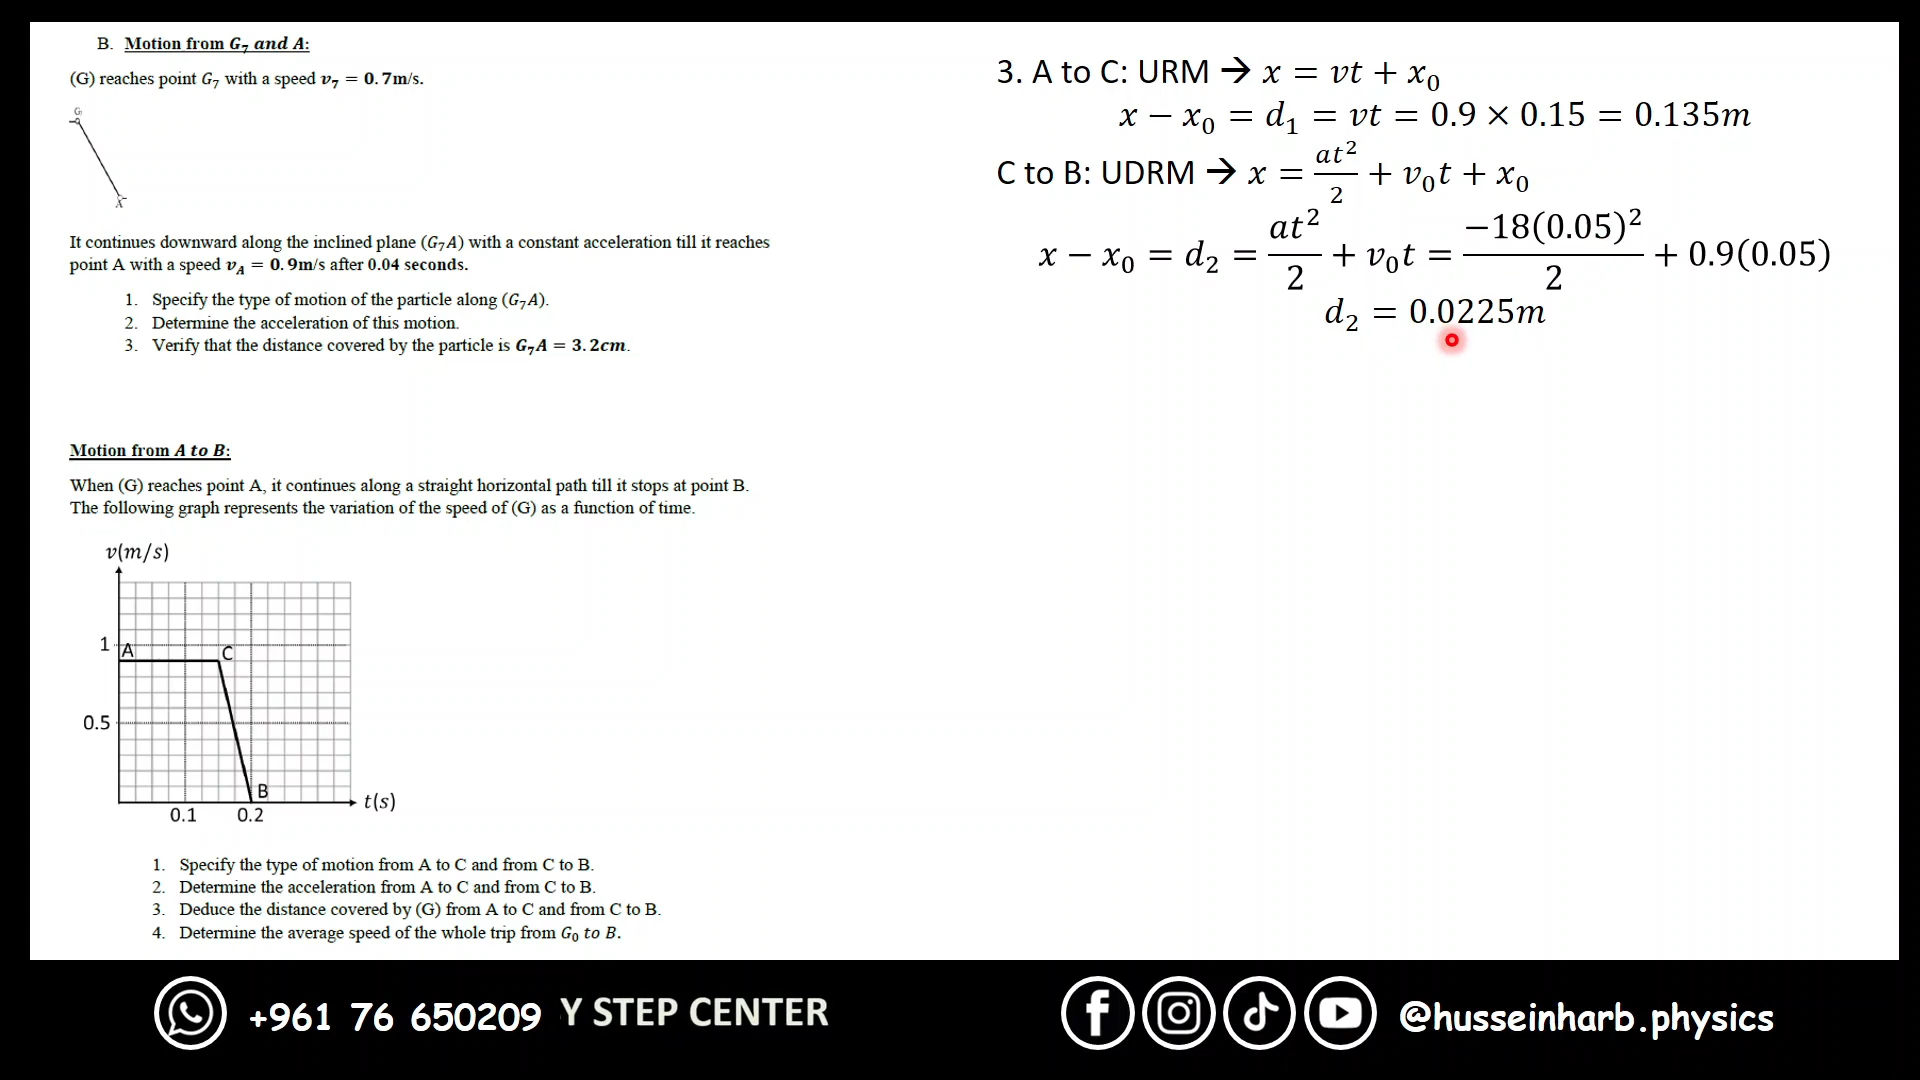 B. Motion from G₇ and A:
(G) reaches point G₇ with a speed v₇ = 0.7m/s.
G
A
It continues downward along the inclined plane (G₇A) with a constant acceleration till it reaches
point A with a speed v_A = 0.9m/s after 0.04 seconds.
1. Specify the type of motion of the particle along (G₇A).
2. Determine the acceleration of this motion.
3. Verify that the distance covered by the particle is G₇A = 3.2cm.
Motion from A to B:
When (G) reaches point A, it continues along a straight horizontal path till it stops at point B.
The following graph represents the variation of the speed of (G) as a function of time.
v(m/s)
1 A C
0.5
B
t(s)
0.1 0.2
1. Specify the type of motion from A to C and from C to B.
2. Determine the acceleration from A to C and from C to B.
3. Deduce the distance covered by (G) from A to C and from C to B.
4. Determine the average speed of the whole trip from G₀ to B.
3. A to C: URM → x = vt + x₀
x − x₀ = d₁ = vt = 0.9 × 0.15 = 0.135m
C to B: UDRM → x = at²/2 + v₀t + x₀
x − x₀ = d₂ = at²/2 + v₀t = −18(0.05)²/2 + 0.9(0.05)
d₂ = 0.0225m
+961 76 650209 Y STEP CENTER @husseinharb.physics